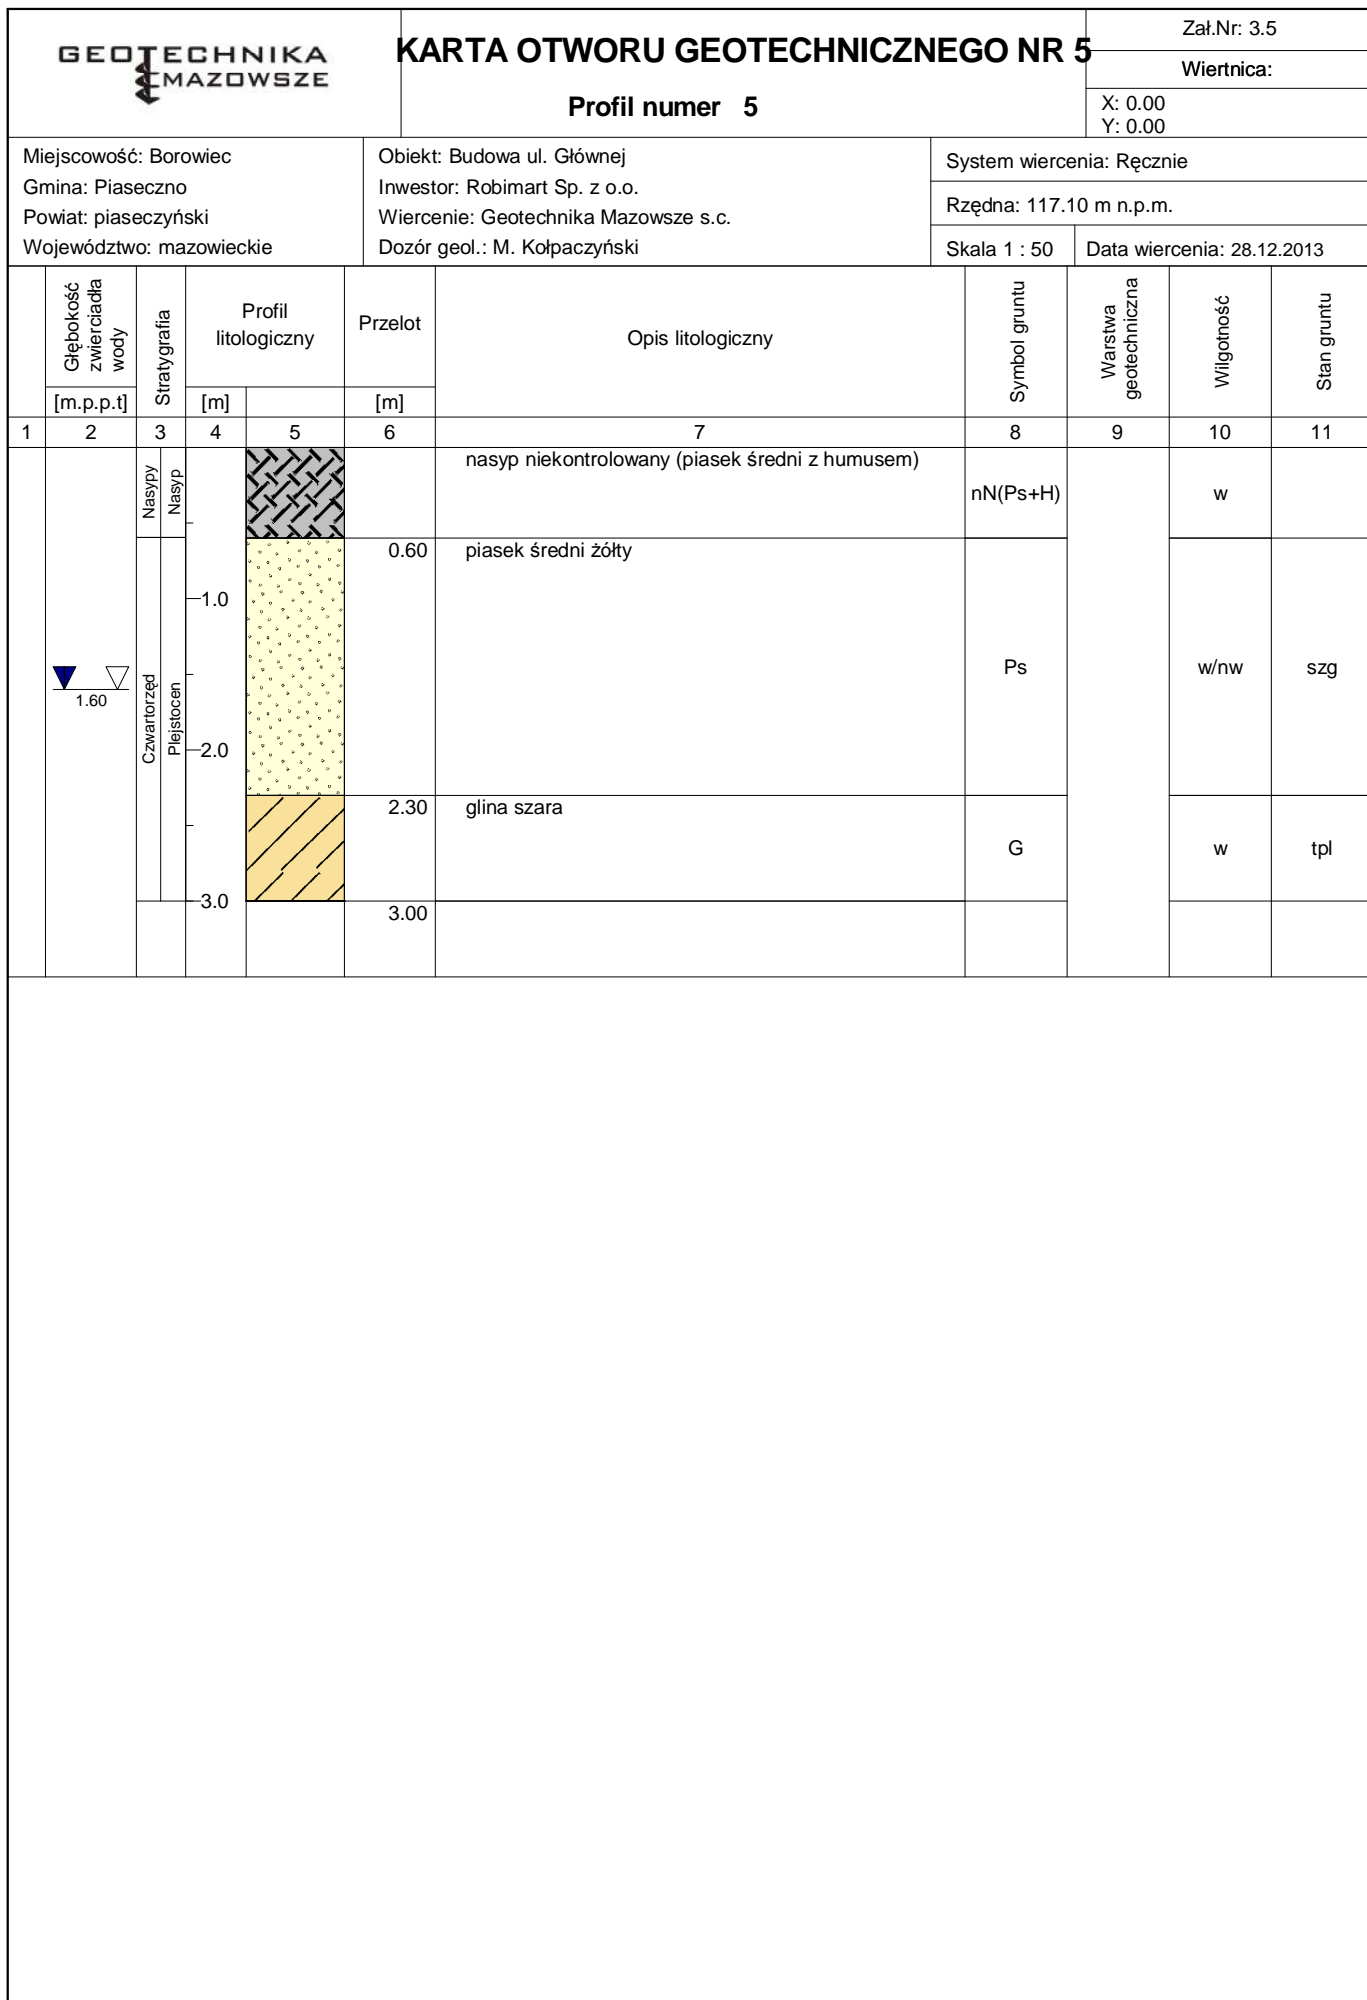 GEOTECHNIKA
MAZOWSZE
KARTA OTWORU GEOTECHNICZNEGO NR 5
Profil numer 5
Zał.Nr: 3.5
Wiertnica:
X: 0.00
Y: 0.00
Miejscowość: Borowiec
Gmina: Piaseczno
Powiat: piaseczyński
Województwo: mazowieckie
Obiekt: Budowa ul. Głównej
Inwestor: Robimart Sp. z o.o.
Wiercenie: Geotechnika Mazowsze s.c.
Dozór geol.: M. Kołpaczyński
System wiercenia: Ręcznie
Rzędna: 117.10 m n.p.m.
Skala 1 : 50
Data wiercenia: 28.12.2013
Głębokość
zwierciadła
wody
[m.p.p.t]
Stratygrafia
Profil
litologiczny
[m]
Przelot
[m]
Opis litologiczny
Symbol gruntu
Warstwa
geotechniczna
Wilgotność
Stan gruntu
1 2 3 4 5 6 7 8 9 10 11
Nasypy
Nasyp
nasyp niekontrolowany (piasek średni z humusem)
nN(Ps+H)
w
0.60
piasek średni żółty
1.0
Ps
w/nw
szg
1.60
Czwartorzęd
Plejstocen
2.0
2.30
glina szara
G
w
tpl
3.0
3.00